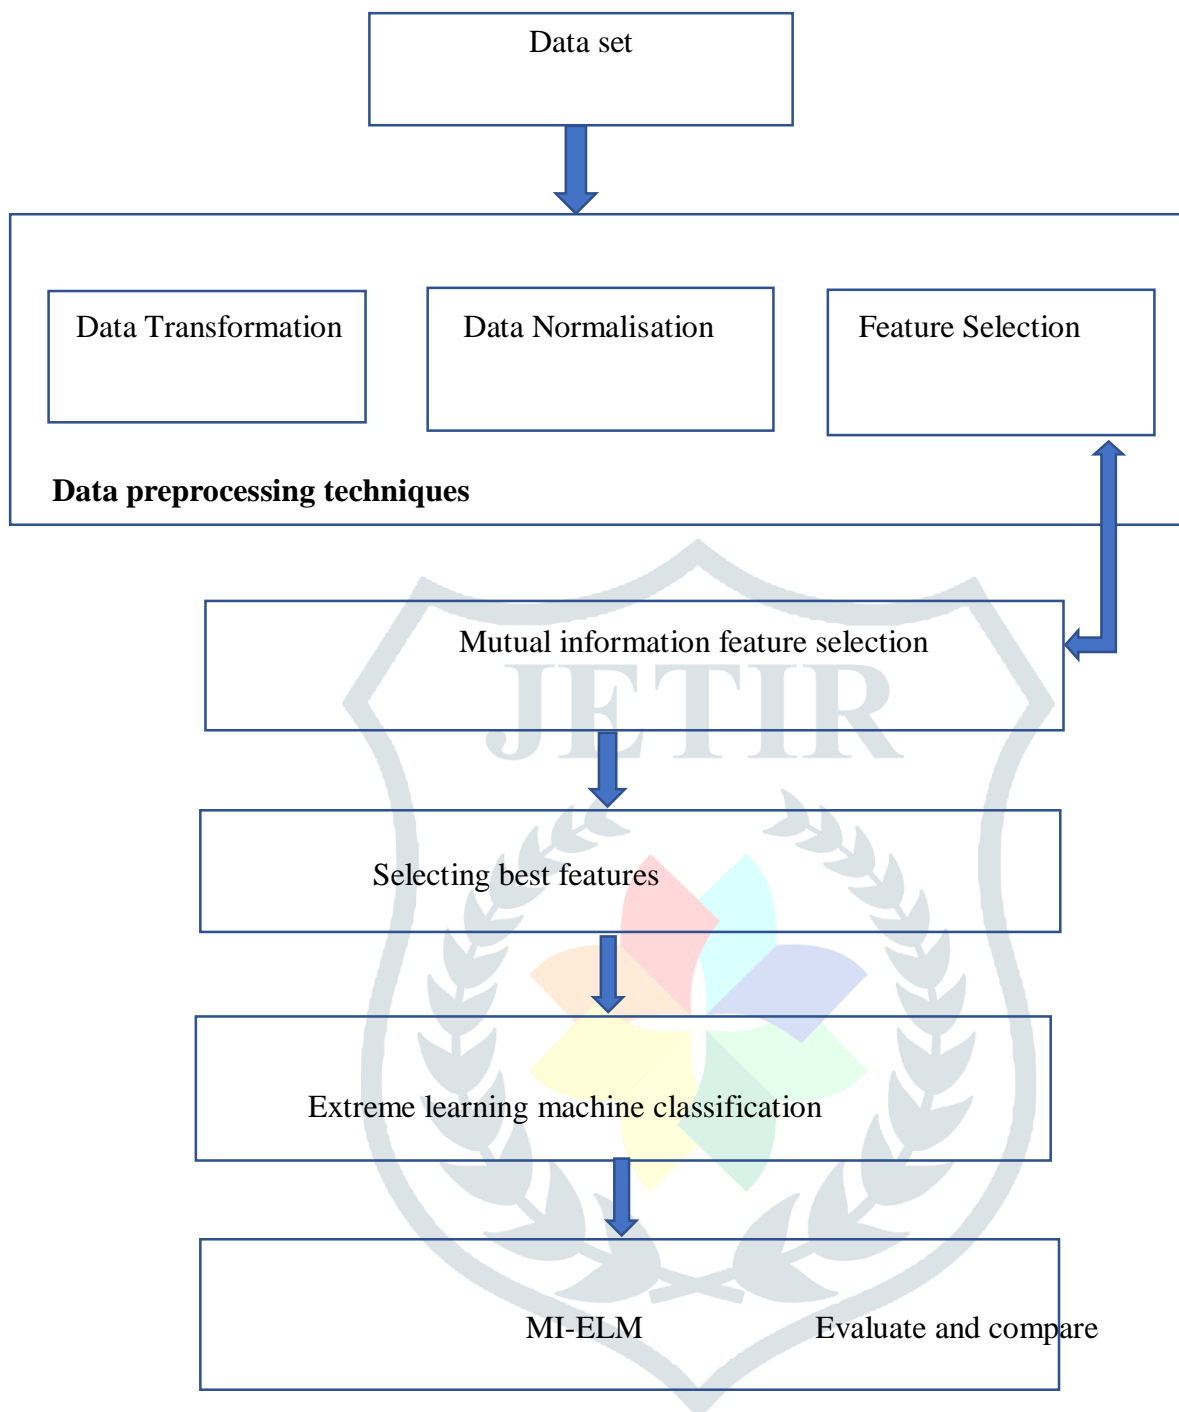 Data set
Data Transformation
Data Normalisation
Feature Selection
Data preprocessing techniques
Mutual information feature selection
JETIR
Selecting best features
Extreme learning machine classification
MI-ELM
Evaluate and compare